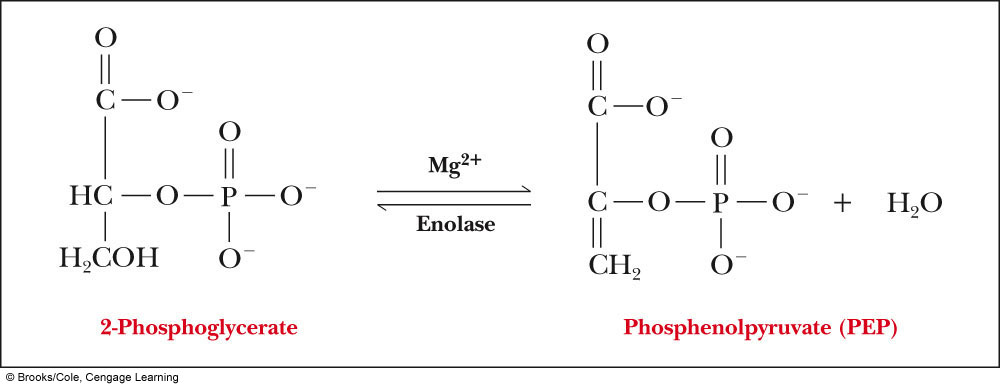 O
C—O⁻
O
HC—O—P—O⁻
H₂COH
O⁻
2-Phosphoglycerate
Mg²⁺
Enolase
O
C—O⁻
O
C—O—P—O⁻ + H₂O
CH₂
O⁻
Phosphenolpyruvate (PEP)
© Brooks/Cole, Cengage Learning